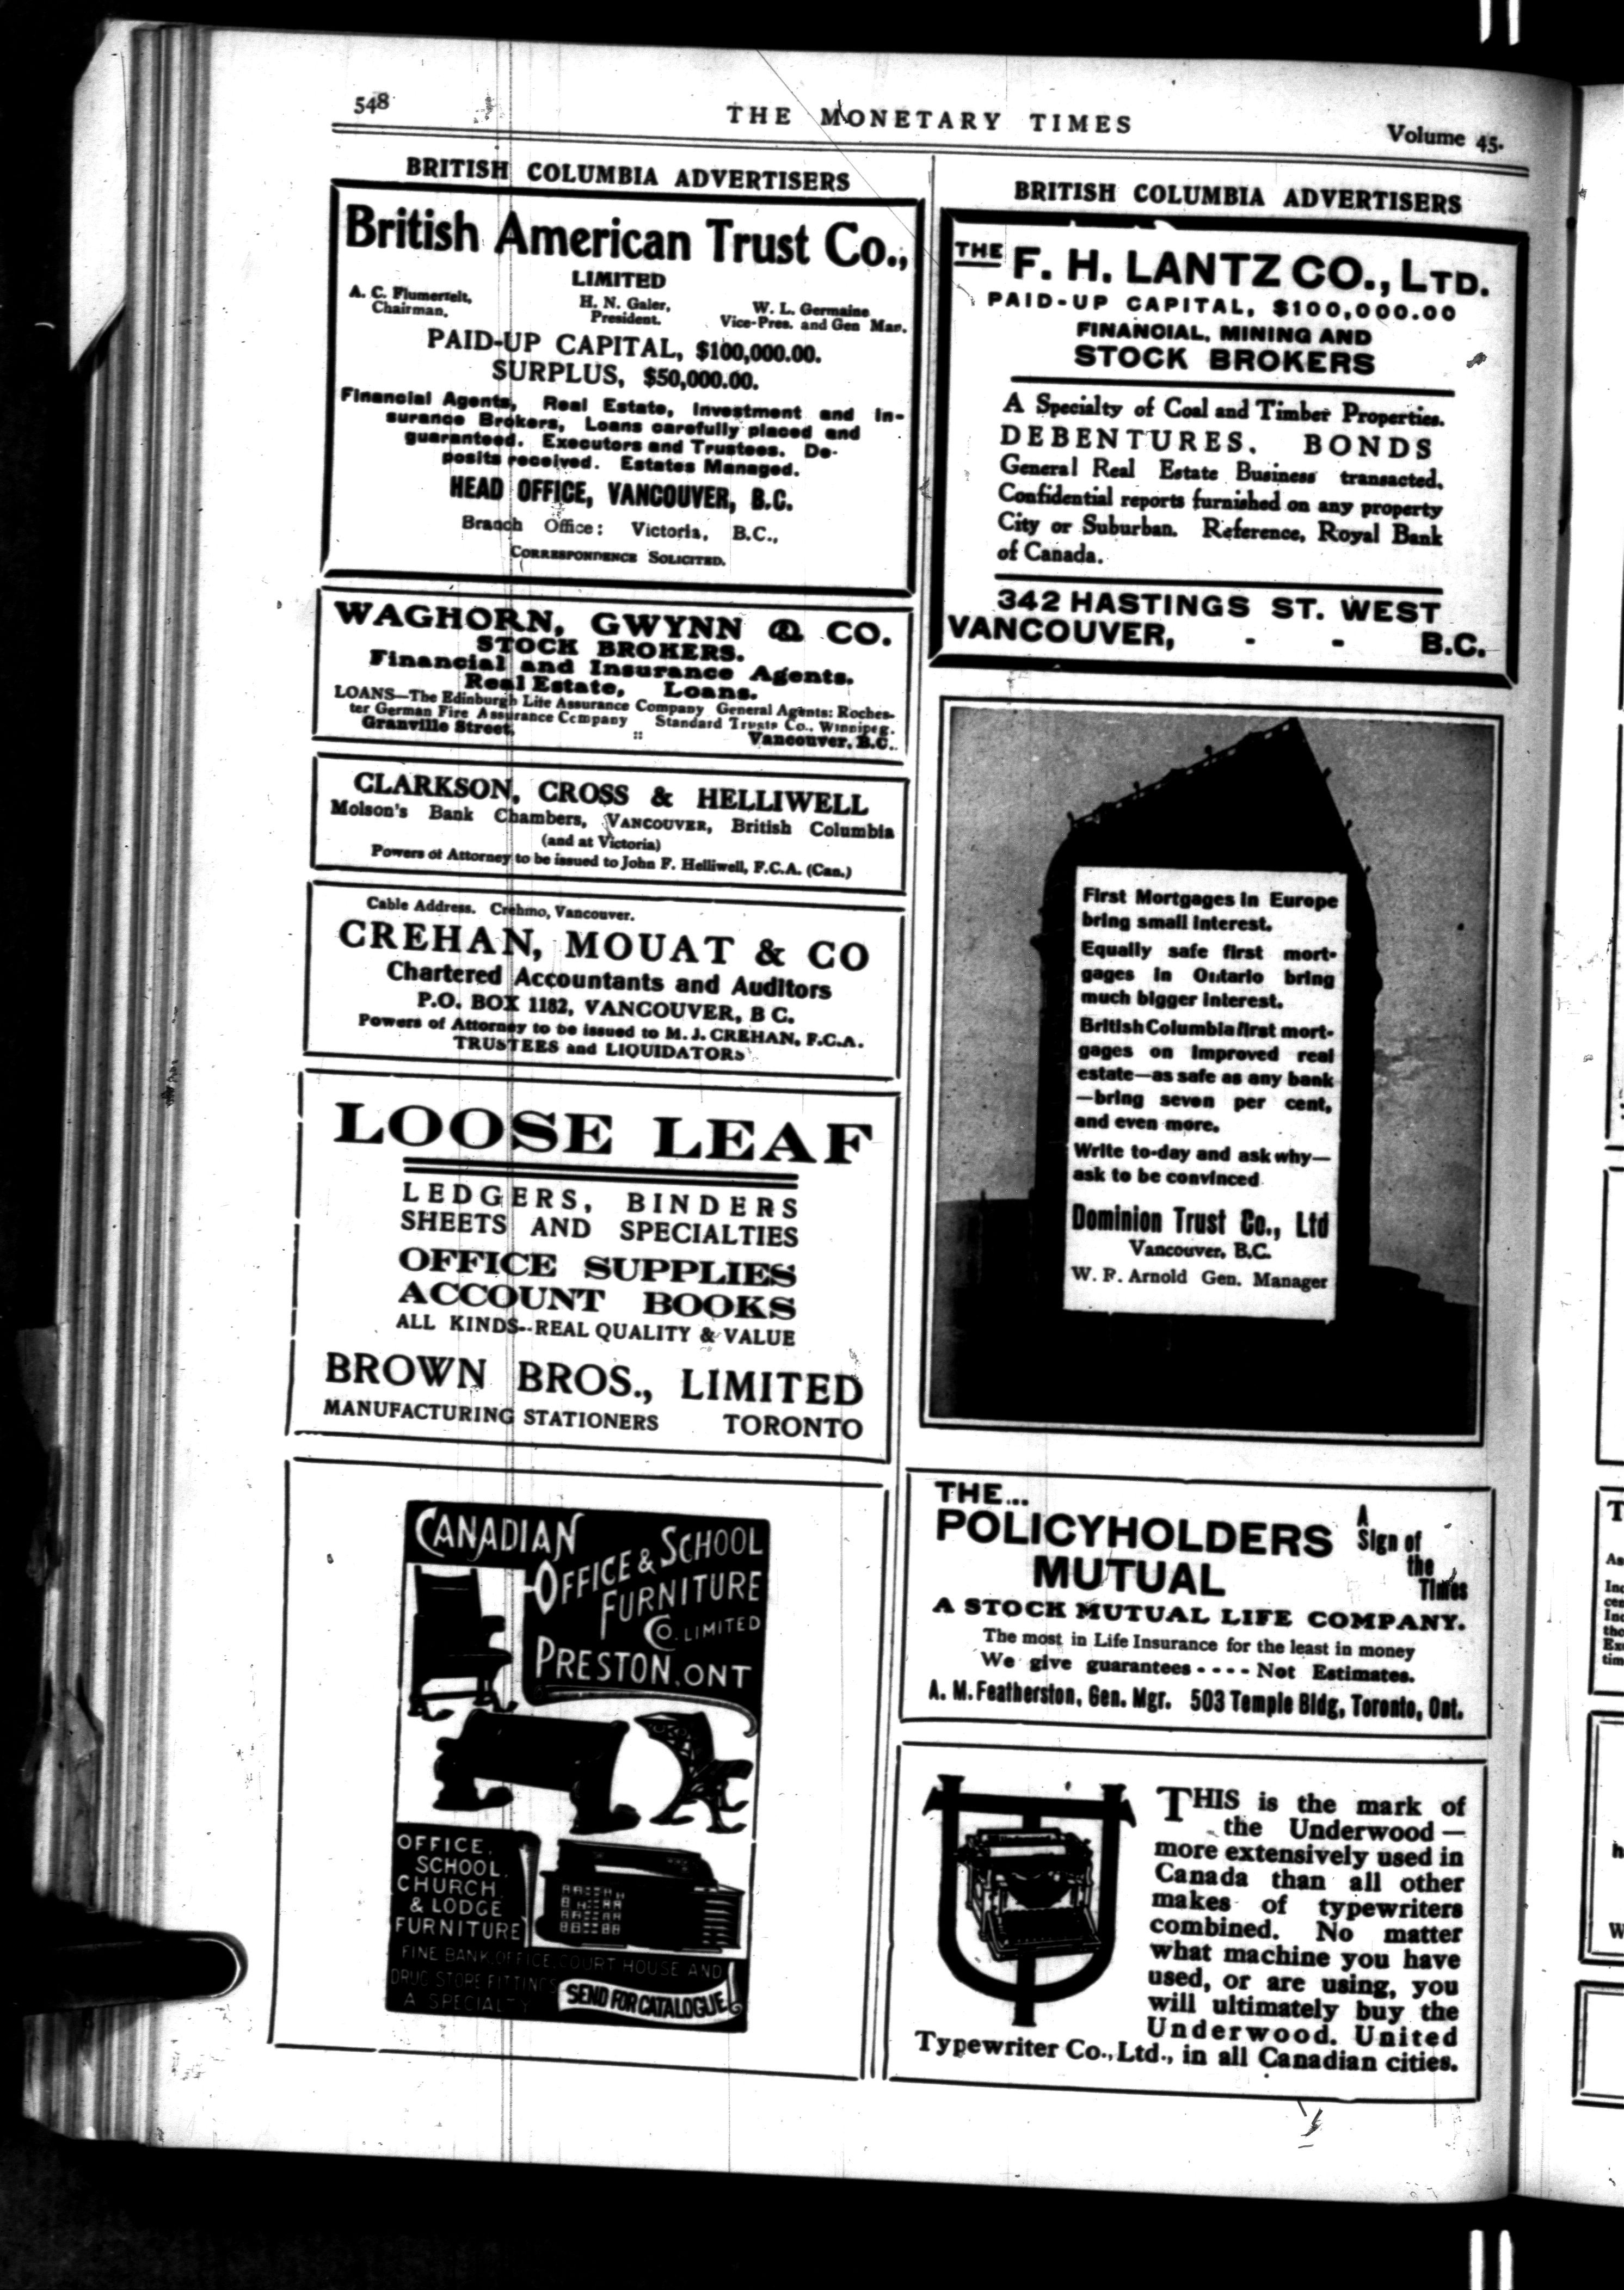 548
THE MONETARY TIMES
Volume 45.
BRITISH COLUMBIA ADVERTISERS
British American Trust Co.,
LIMITED
A. C. Flumerfelt,
Chairman.
H. N. Galer,
President.
W. L. Germaine
Vice-Pres. and Gen Man.
PAID-UP CAPITAL, $100,000.00.
SURPLUS, $50,000.00.
Financial Agents, Real Estate, Investment and In-
surance Brokers, Loans carefully placed and
guaranteed. Executors and Trustees. De-
posits received. Estates Managed.
HEAD OFFICE, VANCOUVER, B.C.
Branch Office: Victoria, B.C.,
CORRESPONDENCE SOLICITED.
WAGHORN, GWYNN & CO.
STOCK BROKERS.
Financial and Insurance Agents.
Real Estate, Loans.
LOANS—The Edinburgh Life Assurance Company General Agents: Roches-
ter German Fire Assurance Company Standard Trusts Co., Winnipeg.
Granville Street, :: Vancouver, B.C.
CLARKSON, CROSS & HELLIWELL
Molson's Bank Chambers, VANCOUVER, British Columbia
(and at Victoria)
Powers of Attorney to be issued to John F. Helliwell, F.C.A. (Can.)
Cable Address. Crehmo, Vancouver.
CREHAN, MOUAT & CO
Chartered Accountants and Auditors
P.O. BOX 1182, VANCOUVER, B C.
Powers of Attorney to be issued to M. J. CREHAN, F.C.A.
TRUSTEES and LIQUIDATORS
LOOSE LEAF
LEDGERS, BINDERS
SHEETS AND SPECIALTIES
OFFICE SUPPLIES
ACCOUNT BOOKS
ALL KINDS--REAL QUALITY & VALUE
BROWN BROS., LIMITED
MANUFACTURING STATIONERS TORONTO
CANADIAN
OFFICE & SCHOOL
FURNITURE
CO. LIMITED
PRESTON, ONT
OFFICE,
SCHOOL,
CHURCH
& LODGE
FURNITURE
FINE BANK, OFFICE, COURT HOUSE AND
DRUG STORE FITTINGS
A SPECIALTY
SEND FOR CATALOGUE
BRITISH COLUMBIA ADVERTISERS
THE F. H. LANTZ CO., LTD.
PAID-UP CAPITAL, $100,000.00
FINANCIAL, MINING AND
STOCK BROKERS
A Specialty of Coal and Timber Properties.
DEBENTURES, BONDS
General Real Estate Business transacted.
Confidential reports furnished on any property
City or Suburban. Reference, Royal Bank
of Canada.
342 HASTINGS ST. WEST
VANCOUVER, - - B.C.
First Mortgages in Europe
bring small interest.
Equally safe first mort-
gages in Ontario bring
much bigger interest.
British Columbia first mort-
gages on improved real
estate—as safe as any bank
—bring seven per cent,
and even more.
Write to-day and ask why—
ask to be convinced
Dominion Trust Co., Ltd
Vancouver, B.C.
W. R. Arnold Gen. Manager
THE...
POLICYHOLDERS
MUTUAL
A
Sign of
the
Times
A STOCK MUTUAL LIFE COMPANY.
The most in Life Insurance for the least in money
We give guarantees - - - - Not Estimates.
A. M. Featherston, Gen. Mgr. 503 Temple Bldg, Toronto, Ont.
THIS is the mark of
the Underwood —
more extensively used in
Canada than all other
makes of typewriters
combined. No matter
what machine you have
used, or are using, you
will ultimately buy the
Underwood. United
Typewriter Co., Ltd., in all Canadian cities.